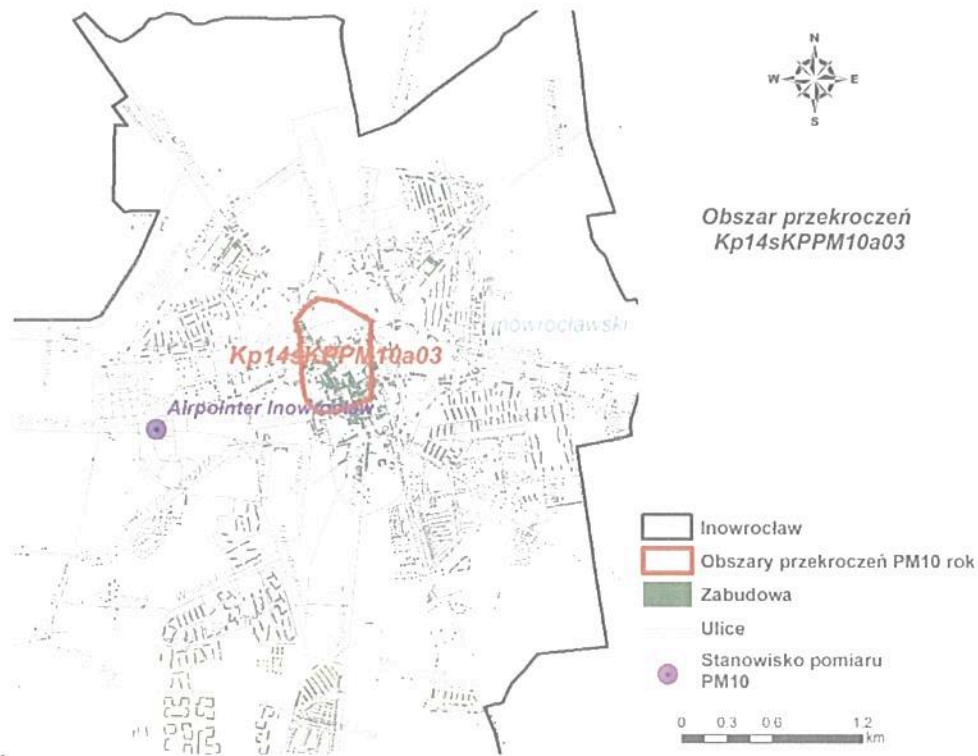 N
W E
S
Obszar przekroczeń
Kp14sKPPM10a03
inowrocławski
Kp14sKPPM10a03
Airpointer Inowrocław
Inowrocław
Obszary przekroczeń PM10 rok
Zabudowa
Ulice
Stanowisko pomiaru
PM10
0 0.3 0.6 1.2
km